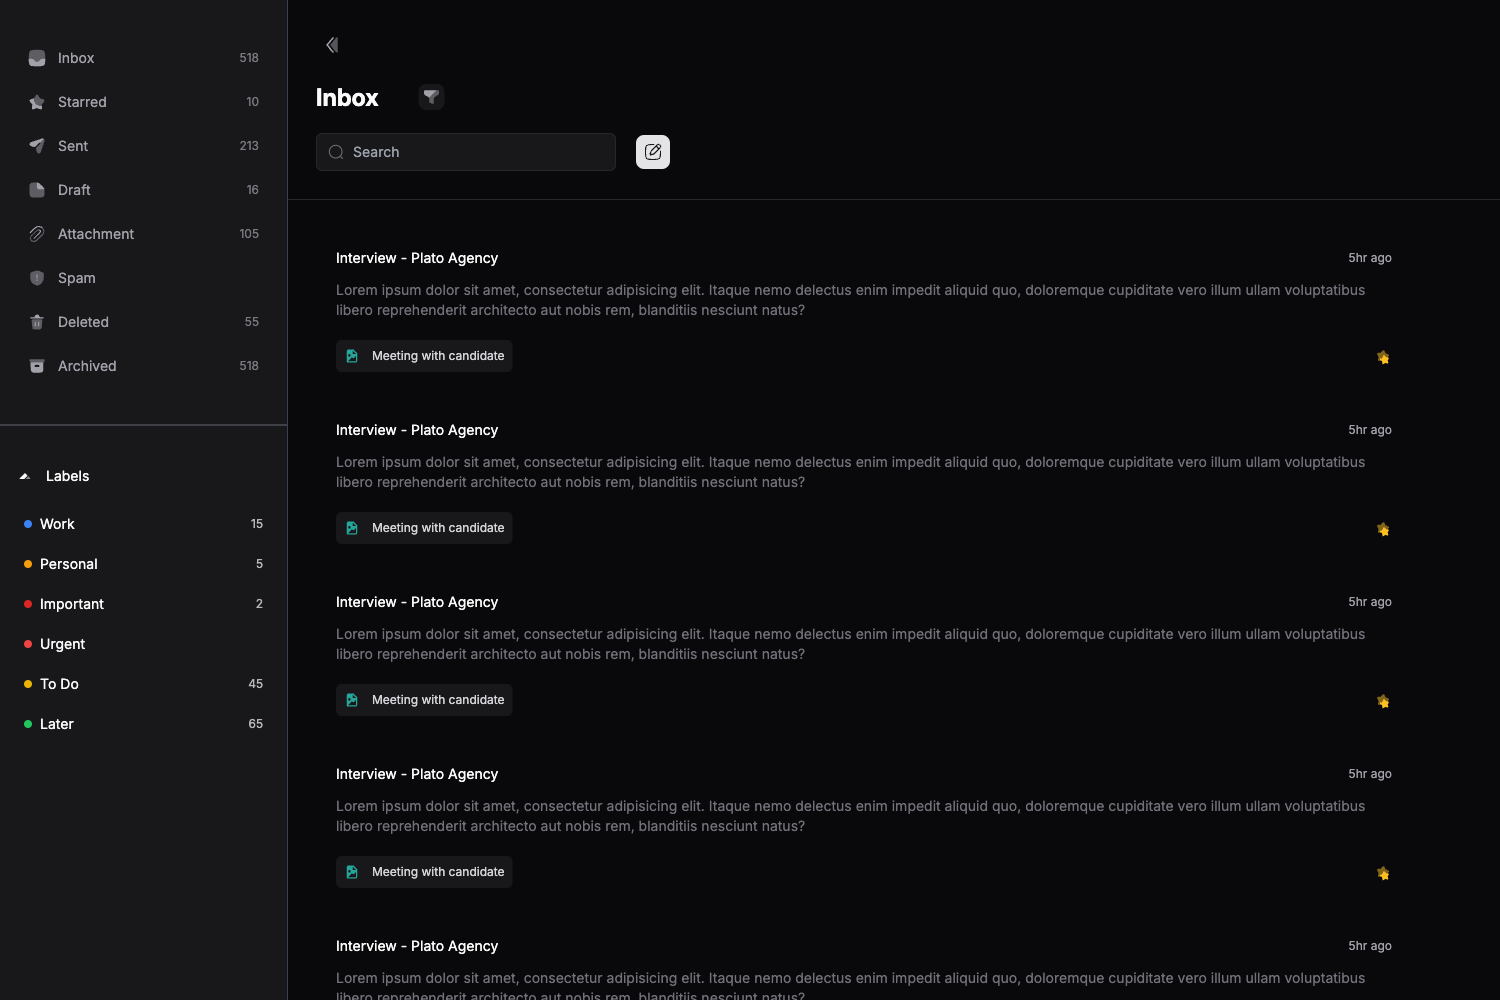 Inbox 518
Starred 10
Sent 213
Draft 16
Attachment 105
Spam
Deleted 55
Archived 518
Labels
Work 15
Personal 5
Important 2
Urgent
To Do 45
Later 65
Inbox
Search
Interview - Plato Agency 5hr ago
Lorem ipsum dolor sit amet, consectetur adipisicing elit. Itaque nemo delectus enim impedit aliquid quo, doloremque cupiditate vero illum ullam voluptatibus
libero reprehenderit architecto aut nobis rem, blanditiis nesciunt natus?
Meeting with candidate
Interview - Plato Agency 5hr ago
Lorem ipsum dolor sit amet, consectetur adipisicing elit. Itaque nemo delectus enim impedit aliquid quo, doloremque cupiditate vero illum ullam voluptatibus
libero reprehenderit architecto aut nobis rem, blanditiis nesciunt natus?
Meeting with candidate
Interview - Plato Agency 5hr ago
Lorem ipsum dolor sit amet, consectetur adipisicing elit. Itaque nemo delectus enim impedit aliquid quo, doloremque cupiditate vero illum ullam voluptatibus
libero reprehenderit architecto aut nobis rem, blanditiis nesciunt natus?
Meeting with candidate
Interview - Plato Agency 5hr ago
Lorem ipsum dolor sit amet, consectetur adipisicing elit. Itaque nemo delectus enim impedit aliquid quo, doloremque cupiditate vero illum ullam voluptatibus
libero reprehenderit architecto aut nobis rem, blanditiis nesciunt natus?
Meeting with candidate
Interview - Plato Agency 5hr ago
Lorem ipsum dolor sit amet, consectetur adipisicing elit. Itaque nemo delectus enim impedit aliquid quo, doloremque cupiditate vero illum ullam voluptatibus
libero reprehenderit architecto aut nobis rem, blanditiis nesciunt natus?